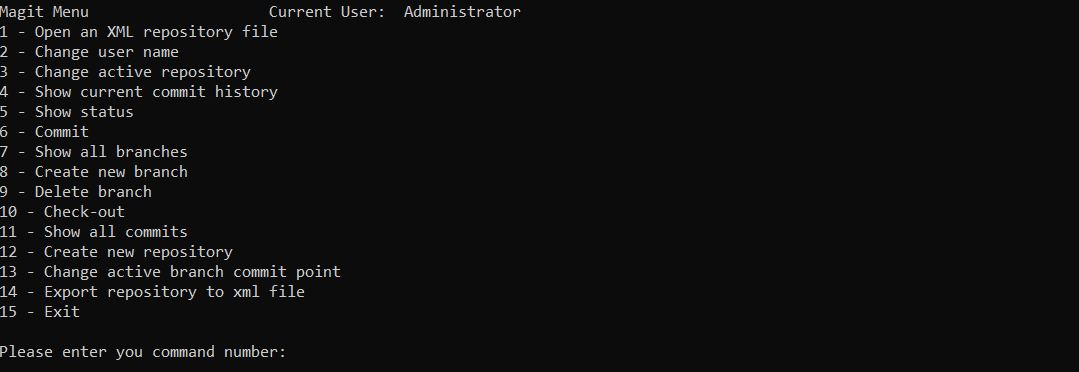 Magit Menu                    Current User:  Administrator
1 - Open an XML repository file
2 - Change user name
3 - Change active repository
4 - Show current commit history
5 - Show status
6 - Commit
7 - Show all branches
8 - Create new branch
9 - Delete branch
10 - Check-out
11 - Show all commits
12 - Create new repository
13 - Change active branch commit point
14 - Export repository to xml file
15 - Exit
Please enter you command number: